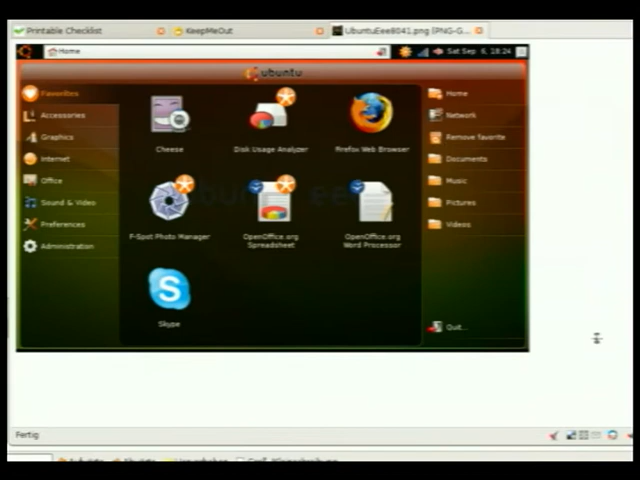 Printable Checklist
KeepMeOut
UbuntuEee8041.png (PNG-G...
Home
Sat Sep 6, 18:24
ubuntu
Favorites
Accessories
Graphics
Internet
Office
Sound & Video
Preferences
Administration
Cheese
Disk Usage Analyzer
Firefox Web Browser
F-Spot Photo Manager
OpenOffice.org
Spreadsheet
OpenOffice.org
Word Processor
Skype
Home
Network
Remove favorite
Documents
Music
Pictures
Videos
Quit...
Fertig